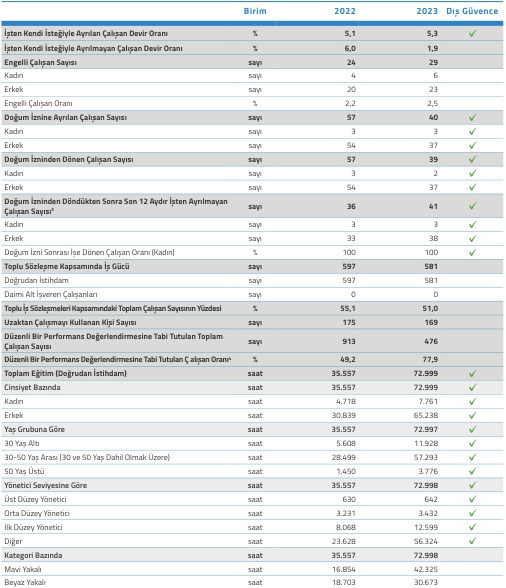 Birim 2022 2023 Dış Güvence
İşten Kendi İsteğiyle Ayrılan Çalışan Devir Oranı % 5,1 5,3 ✓
İşten Kendi İsteğiyle Ayrılmayan Çalışan Devir Oranı % 6,0 1,9
Engelli Çalışan Sayısı sayı 24 29
Kadın sayı 4 6
Erkek sayı 20 23
Engelli Çalışan Oranı % 2,2 2,5
Doğum İznine Ayrılan Çalışan Sayısı sayı 57 40 ✓
Kadın sayı 3 3 ✓
Erkek sayı 54 37 ✓
Doğum İzninden Dönen Çalışan Sayısı sayı 57 39 ✓
Kadın sayı 3 2 ✓
Erkek sayı 54 37 ✓
Doğum İzninden Döndükten Sonra Son 12 Aydır İşten Ayrılmayan
Çalışan Sayısı³ sayı 36 41 ✓
Kadın sayı 3 3 ✓
Erkek sayı 33 38 ✓
Doğum İzni Sonrası İşe Dönen Çalışan Oranı (Kadın) % 100 100 ✓
Toplu Sözleşme Kapsamında İş Gücü sayı 597 581
Doğrudan İstihdam sayı 597 581
Daimi Alt İşveren Çalışanları sayı 0 0
Toplu İş Sözleşmeleri Kapsamındaki Toplam Çalışan Sayısının Yüzdesi % 55,1 51,0
Uzaktan Çalışmayı Kullanan Kişi Sayısı sayı 175 169
Düzenli Bir Performans Değerlendirmesine Tabi Tutulan Toplam
Çalışan Sayısı sayı 913 476
Düzenli Bir Performans Değerlendirmesine Tabi Tutulan Ç alışan Oranı⁴ % 49,2 77,9
Toplam Eğitim (Doğrudan İstihdam) saat 35.557 72.999 ✓
Cinsiyet Bazında saat 35.557 72.999 ✓
Kadın saat 4.718 7.761 ✓
Erkek saat 30.839 65.238 ✓
Yaş Grubuna Göre saat 35.557 72.997 ✓
30 Yaş Altı saat 5.608 11.928 ✓
30-50 Yaş Arası (30 ve 50 Yaş Dahil Olmak Üzere) saat 28.499 57.293 ✓
50 Yaş Üstü saat 1.450 3.776 ✓
Yönetici Seviyesine Göre saat 35.557 72.998 ✓
Üst Düzey Yönetici saat 630 642 ✓
Orta Düzey Yönetici saat 3.231 3.432 ✓
İlk Düzey Yönetici saat 8.068 12.599 ✓
Diğer saat 23.628 56.324 ✓
Kategori Bazında saat 35.557 72.998
Mavi Yakalı saat 16.854 42.325
Beyaz Yakalı saat 18.703 30.673